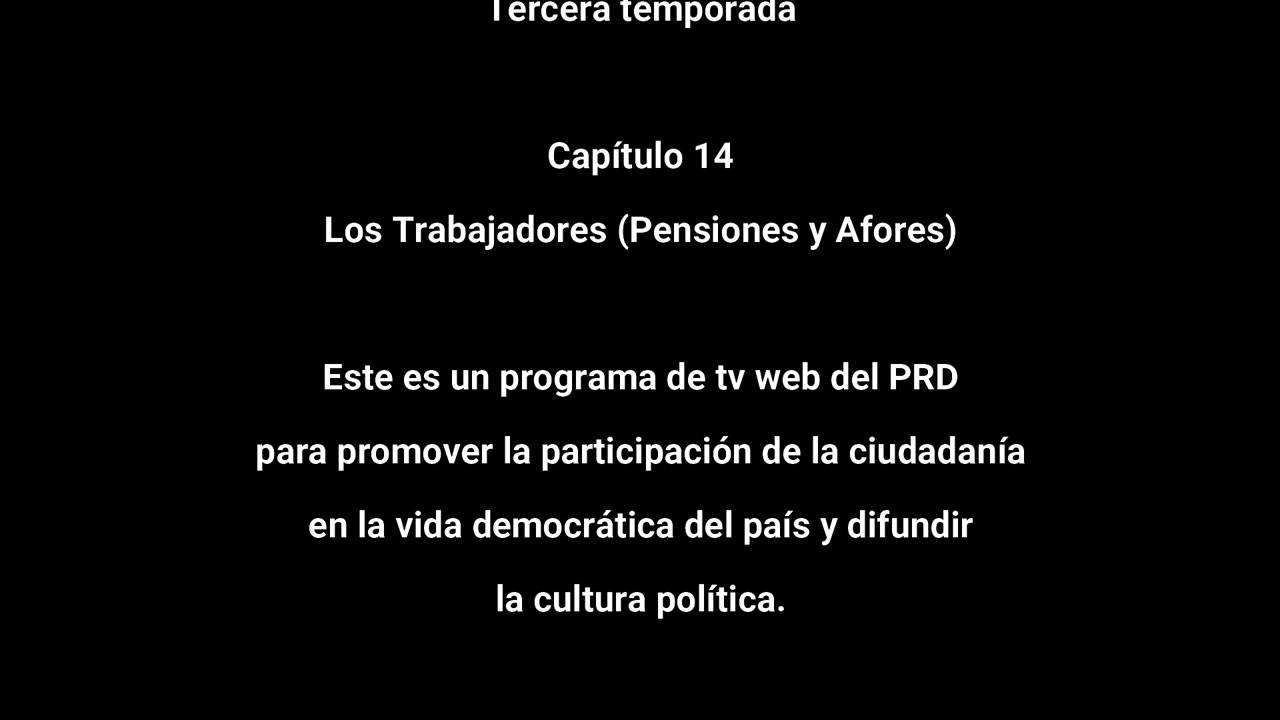 Tercera temporada
Capítulo 14
Los Trabajadores (Pensiones y Afores)
Este es un programa de tv web del PRD
para promover la participación de la ciudadanía
en la vida democrática del país y difundir
la cultura política.